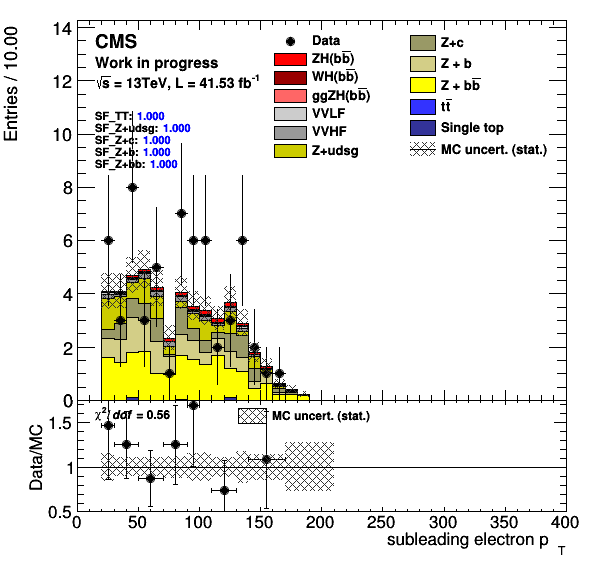 Entries / 10.00
14
12
10
8
6
4
2
0
CMS
Work in progress
√s = 13TeV, L = 41.53 fb⁻¹
SF_TT: 1.000
SF_Z+udsg: 1.000
SF_Z+c: 1.000
SF_Z+b: 1.000
SF_Z+bb: 1.000
Data
ZH(bb̅)
WH(bb̅)
ggZH(bb̅)
VVLF
VVHF
Z+udsg
Z+c
Z + b
Z + bb̅
tt̅
Single top
MC uncert. (stat.)
Data/MC
1.5
1
0.5
χ²/ddf = 0.56
MC uncert. (stat.)
0 50 100 150 200 250 300 350 400
subleading electron p_T